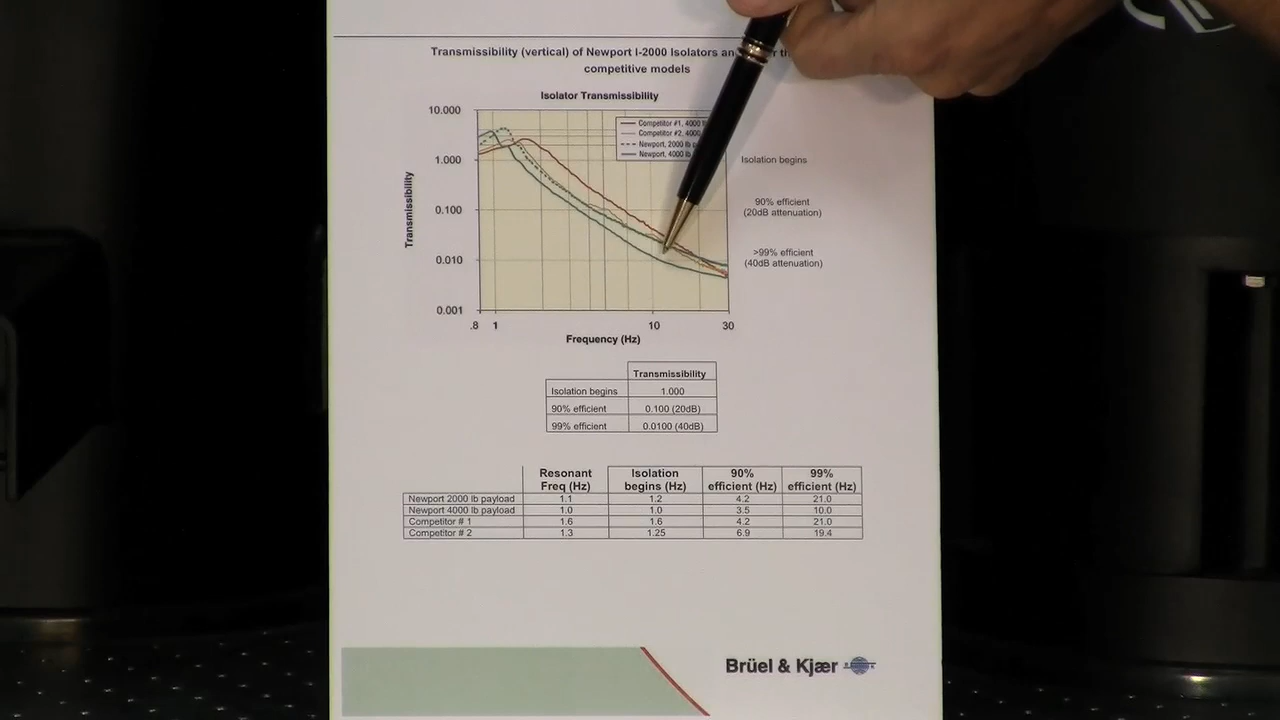 Transmissibility (vertical) of Newport I-2000 Isolators
competitive models
Isolator Transmissibility
10.000
1.000
0.100
0.010
0.001
Transmissibility
Competitor #1, 4000
Competitor #2, 4000
Newport, 2000 lb
Newport, 4000 lb
Isolation begins
90% efficient
(20dB attenuation)
>99% efficient
(40dB attenuation)
.8 1 10 30
Frequency (Hz)
Transmissibility
Isolation begins 1.000
90% efficient 0.100 (20dB)
99% efficient 0.0100 (40dB)
Resonant Isolation 90% 99%
Freq (Hz) begins (Hz) efficient (Hz) efficient (Hz)
Newport 2000 lb payload 1.1 1.2 4.2 21.0
Newport 4000 lb payload 1.0 1.0 3.5 10.0
Competitor # 1 1.6 1.6 4.2 21.0
Competitor # 2 1.3 1.25 6.9 19.4
Brüel & Kjær